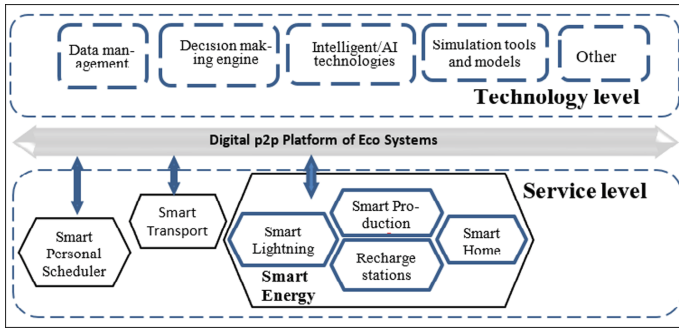 Data man-
agement
Decision mak-
ing engine
Intelligent/AI
technologies
Simulation tools
and models
Other
Technology level
Digital p2p Platform of Eco Systems
Service level
Smart
Personal
Scheduler
Smart
Transport
Smart
Lightning
Smart Pro-
duction
Recharge
stations
Smart
Home
Smart
Energy